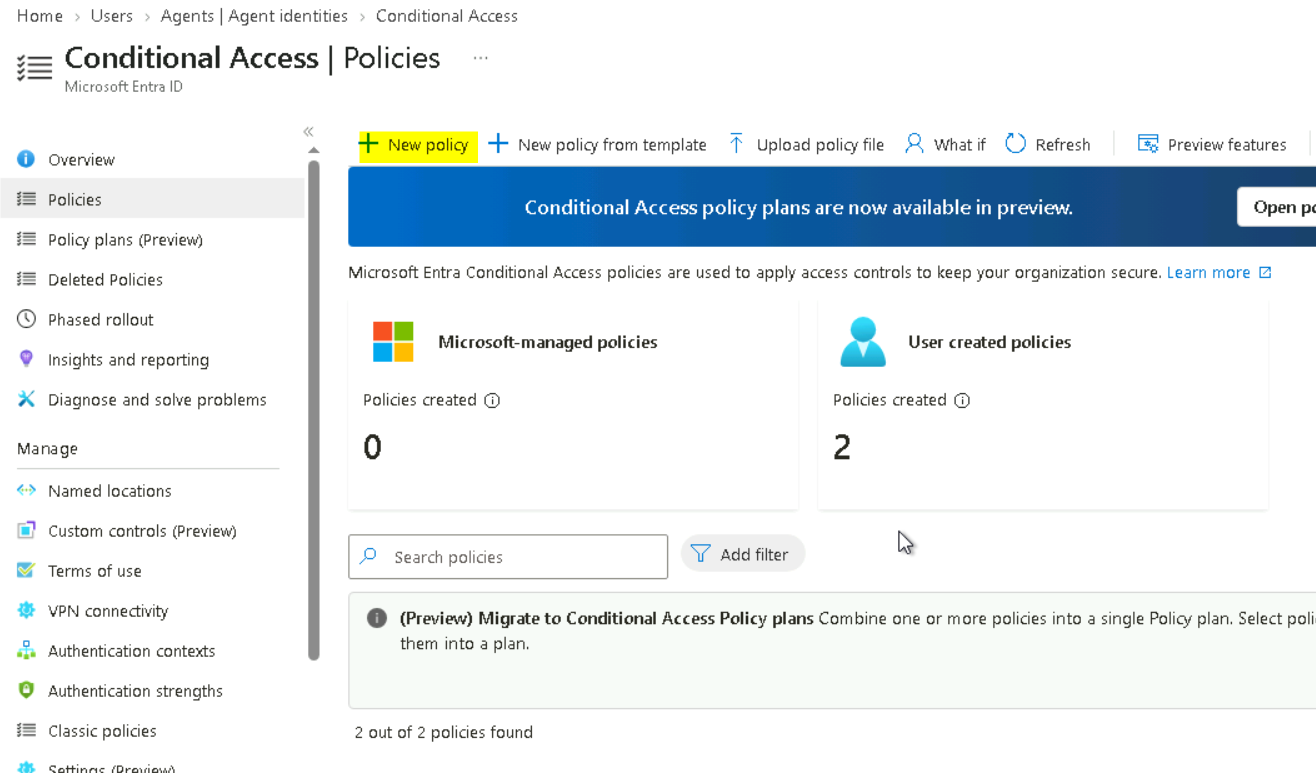 Home > Users > Agents | Agent identities > Conditional Access
Conditional Access | Policies ...
Microsoft Entra ID
«
Overview
Policies
Policy plans (Preview)
Deleted Policies
Phased rollout
Insights and reporting
Diagnose and solve problems
Manage
Named locations
Custom controls (Preview)
Terms of use
VPN connectivity
Authentication contexts
Authentication strengths
Classic policies
Settings (Preview)
+ New policy + New policy from template Upload policy file What if Refresh Preview features
Conditional Access policy plans are now available in preview. Open po
Microsoft Entra Conditional Access policies are used to apply access controls to keep your organization secure. Learn more
Microsoft-managed policies
Policies created
0
User created policies
Policies created
2
Search policies Add filter
(Preview) Migrate to Conditional Access Policy plans Combine one or more policies into a single Policy plan. Select poli
them into a plan.
2 out of 2 policies found